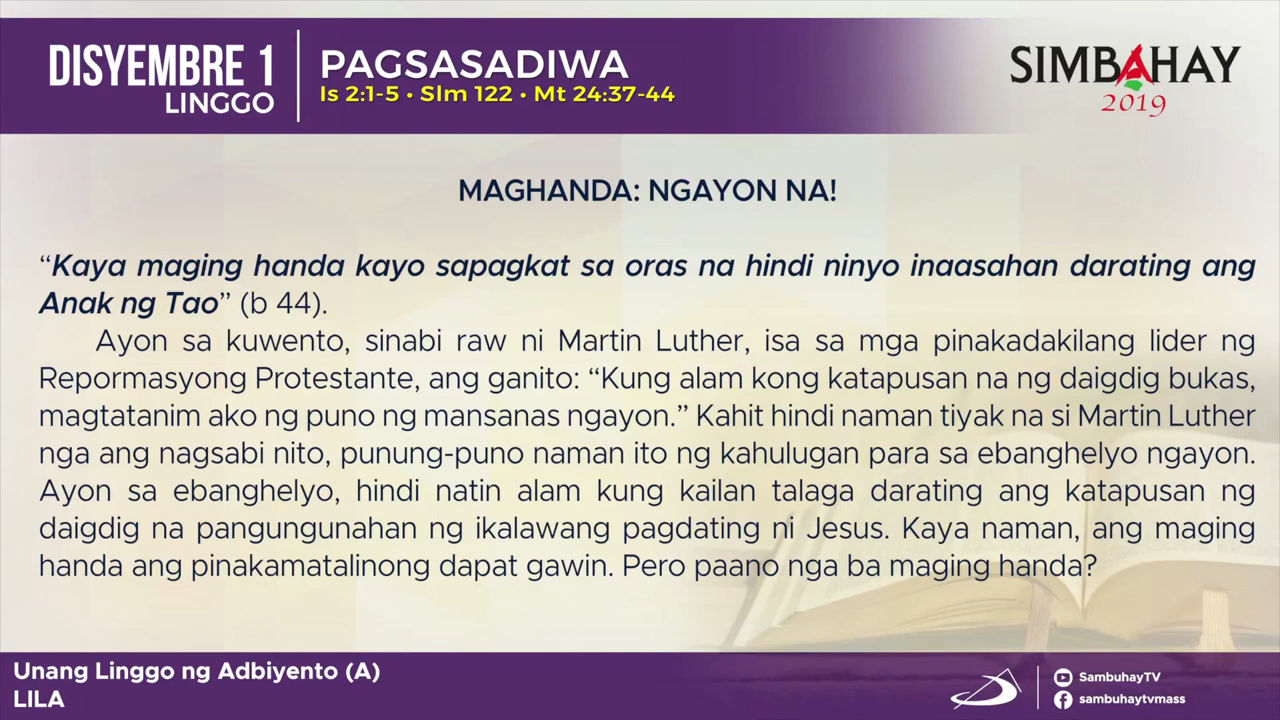 DISYEMBRE 1
LINGGO
PAGSASADIWA
Is 2:1-5 • Slm 122 • Mt 24:37-44
SIMBAHAY
2019
MAGHANDA: NGAYON NA!
“Kaya maging handa kayo sapagkat sa oras na hindi ninyo inaasahan darating ang
Anak ng Tao” (b 44).
Ayon sa kuwento, sinabi raw ni Martin Luther, isa sa mga pinakadakilang lider ng
Repormasyong Protestante, ang ganito: “Kung alam kong katapusan na ng daigdig bukas,
magtatanim ako ng puno ng mansanas ngayon.” Kahit hindi naman tiyak na si Martin Luther
nga ang nagsabi nito, punung-puno naman ito ng kahulugan para sa ebanghelyo ngayon.
Ayon sa ebanghelyo, hindi natin alam kung kailan talaga darating ang katapusan ng
daigdig na pangungunahan ng ikalawang pagdating ni Jesus. Kaya naman, ang maging
handa ang pinakamatalinong dapat gawin. Pero paano nga ba maging handa?
Unang Linggo ng Adbiyento (A)
LILA
SambuhayTV
sambuhaytvmass